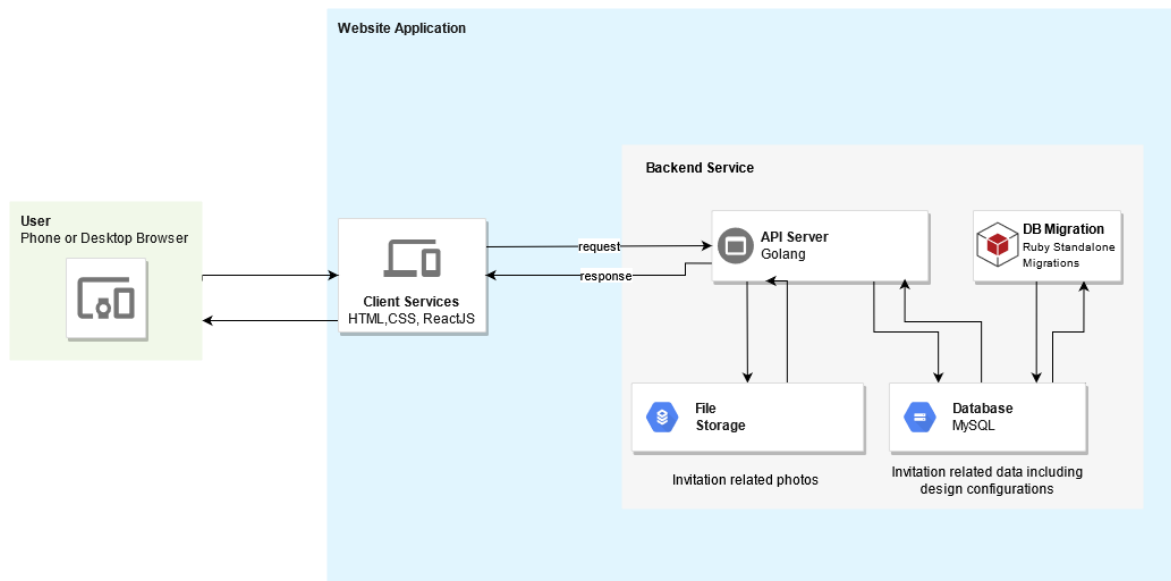 Website Application
Backend Service
User
Phone or Desktop Browser
Client Services
HTML,CSS, ReactJS
request
response
API Server
Golang
DB Migration
Ruby Standalone
Migrations
File
Storage
Database
MySQL
Invitation related photos
Invitation related data including
design configurations